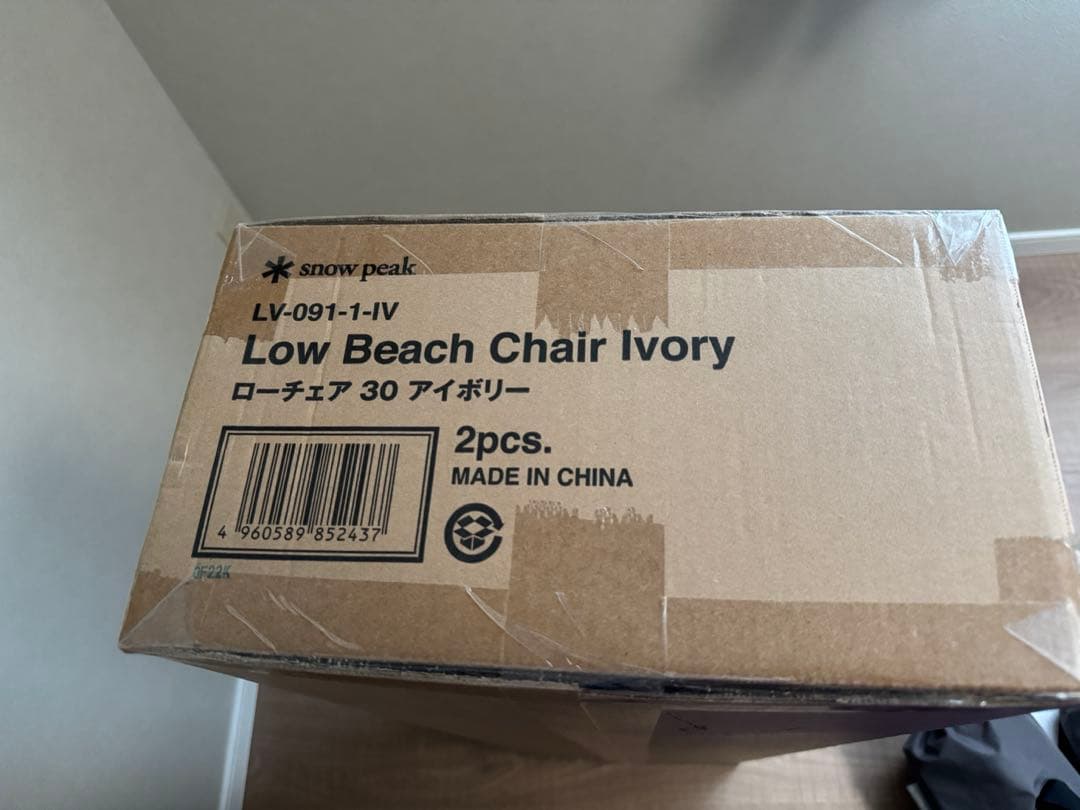 snow peak
LV-091-1-IV
Low Beach Chair Ivory
ローチェア 30 アイボリー
2pcs.
MADE IN CHINA
4 960589 852437